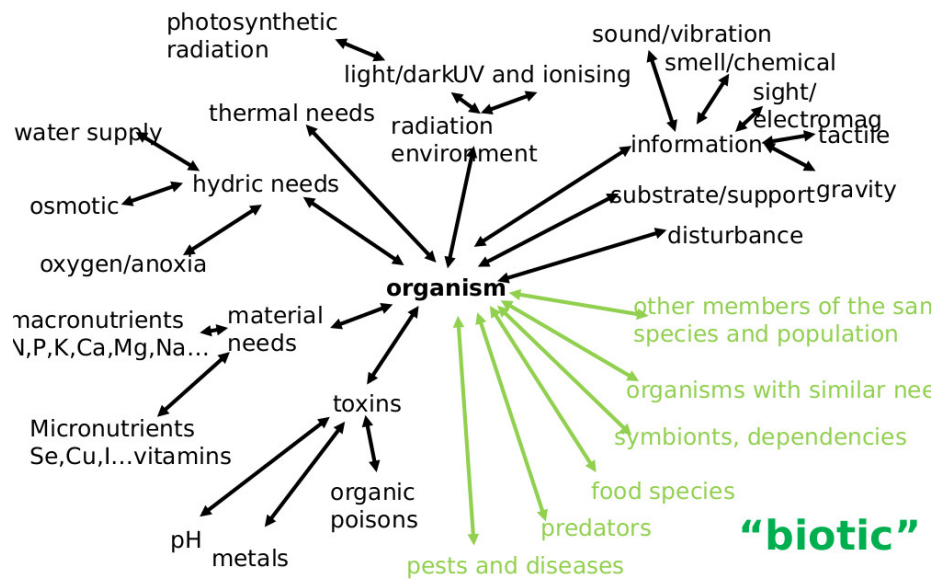 photosynthetic
radiation
sound/vibration
smell/chemical
light/dark
UV and ionising
sight/
electromag
thermal needs
radiation
environment
water supply
information
tactile
hydric needs
substrate/support
gravity
osmotic
disturbance
oxygen/anoxia
organism
other members of the san
species and population
macronutrients
N,P,K,Ca,Mg,Na...
material
needs
organisms with similar nee
toxins
Micronutrients
Se,Cu,I...vitamins
symbionts, dependencies
organic
poisons
food species
predators
“biotic”
pH
metals
pests and diseases